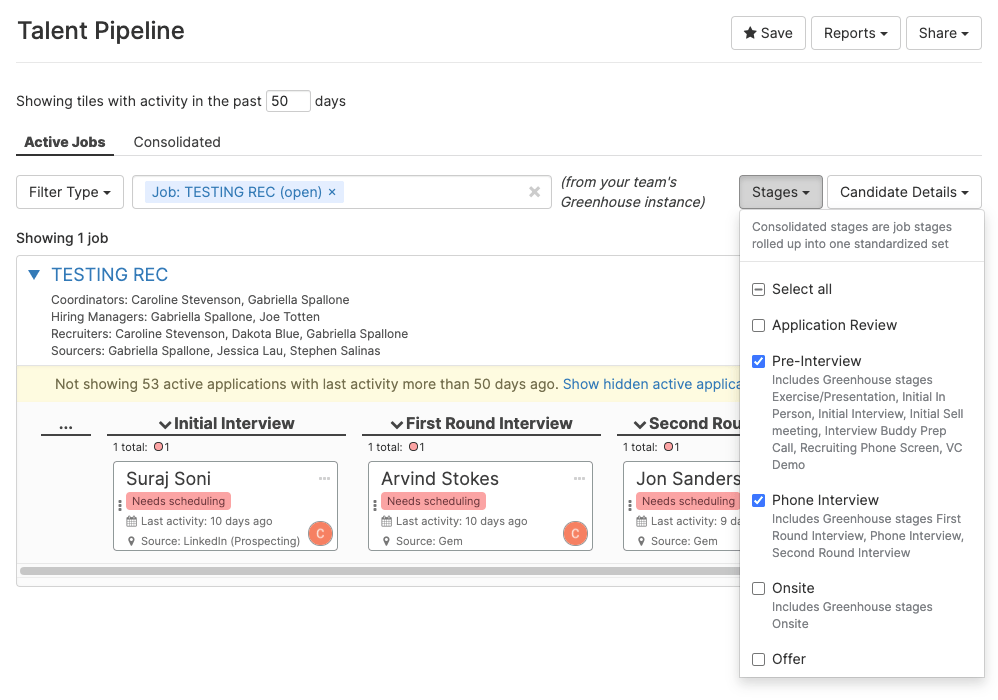 Talent Pipeline
Save
Reports
Share
Showing tiles with activity in the past 50 days
Active Jobs
Consolidated
Filter Type
Job: TESTING REC (open) ×
(from your team's
Greenhouse instance)
Stages
Candidate Details
Consolidated stages are job stages
rolled up into one standardized set
Select all
Application Review
Pre-Interview
Includes Greenhouse stages
Exercise/Presentation, Initial In
Person, Initial Interview, Initial Sell
meeting, Interview Buddy Prep
Call, Recruiting Phone Screen, VC
Demo
Phone Interview
Includes Greenhouse stages First
Round Interview, Phone Interview,
Second Round Interview
Onsite
Includes Greenhouse stages
Onsite
Offer
Showing 1 job
TESTING REC
Coordinators: Caroline Stevenson, Gabriella Spallone
Hiring Managers: Gabriella Spallone, Joe Totten
Recruiters: Caroline Stevenson, Dakota Blue, Gabriella Spallone
Sourcers: Gabriella Spallone, Jessica Lau, Stephen Salinas
Not showing 53 active applications with last activity more than 50 days ago. Show hidden active applica
...
Initial Interview
1 total: 1
Suraj Soni
Needs scheduling
Last activity: 10 days ago
Source: LinkedIn (Prospecting)
C
First Round Interview
1 total: 1
Arvind Stokes
Needs scheduling
Last activity: 10 days ago
Source: Gem
C
Second Rou
1 total: 1
Jon Sanders
Needs scheduling
Last activity: 9 da
Source: Gem